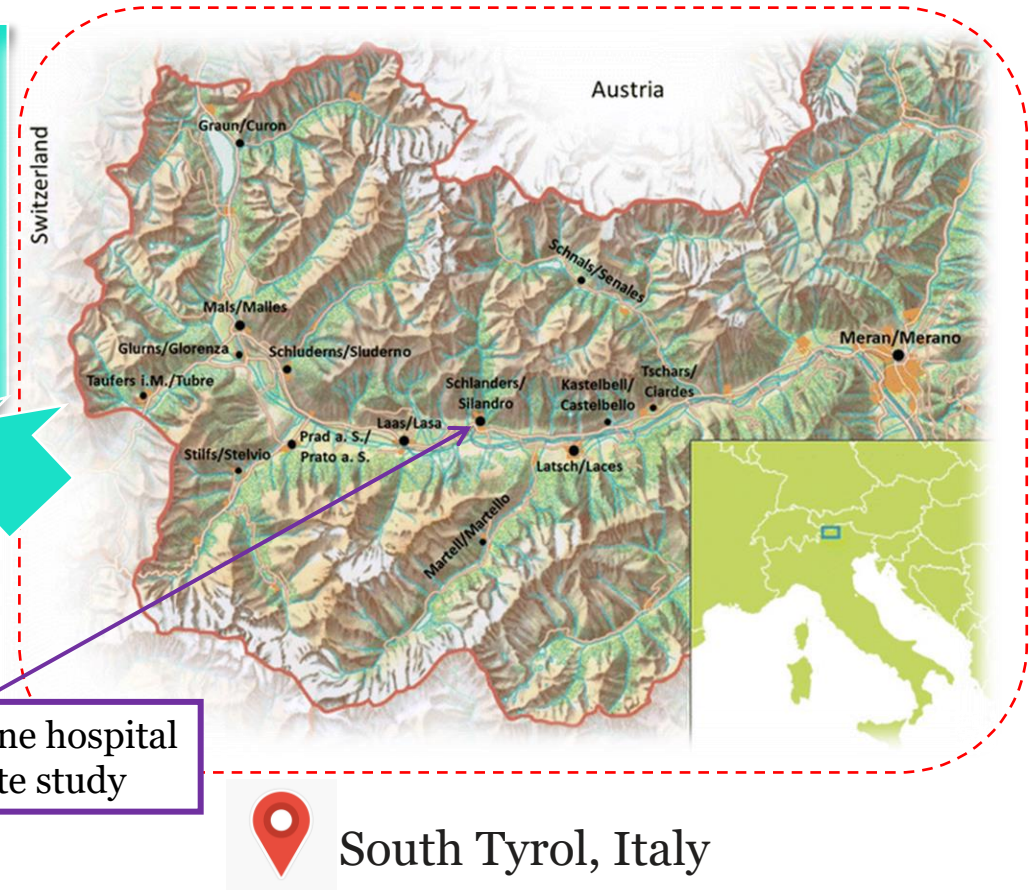 Austria
Switzerland
Graun/Curon
Schnals/Senales
Mals/Malles
Meran/Merano
Glurns/Glorenza
Schluderns/Sluderno
Taufers i.M./Tubre
Schlanders/
Silandro
Kastelbell/
Castelbello
Tschars/
Ciardes
Laas/Lasa
Prad a. S./
Prato a. S.
Stilfs/Stelvio
Latsch/Laces
Martell/Martello
ne hospital
te study
South Tyrol, Italy